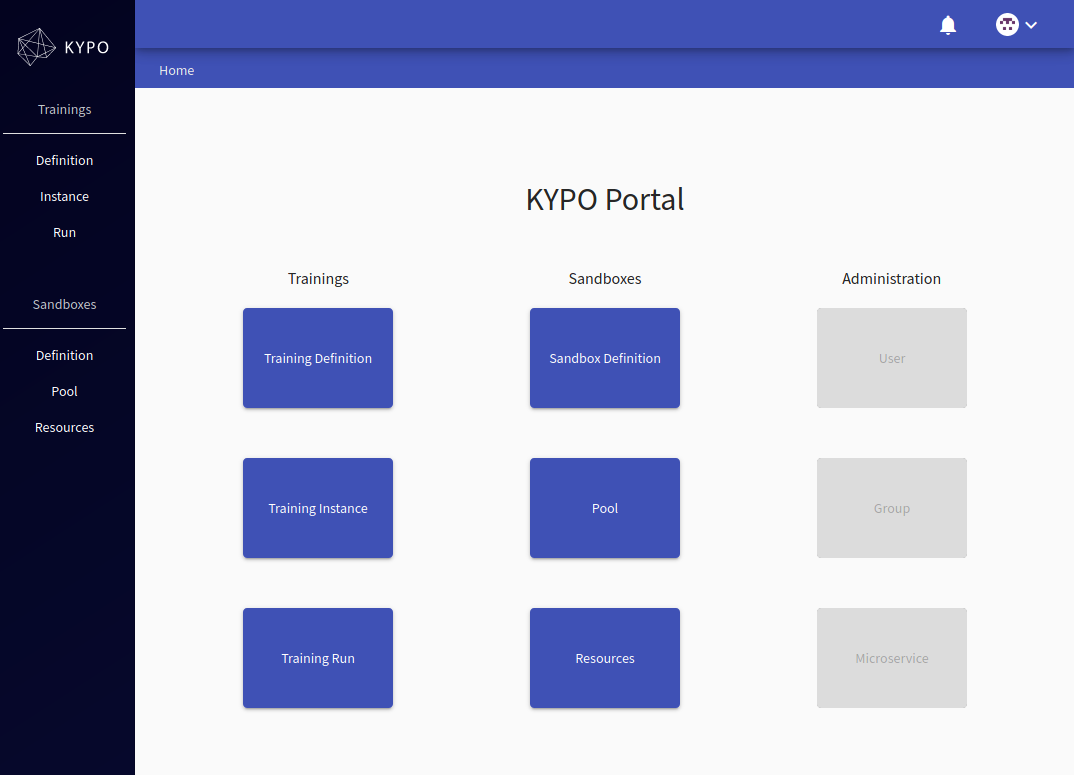 KYPO
Trainings
Definition
Instance
Run
Sandboxes
Definition
Pool
Resources
Home
KYPO Portal
Trainings
Sandboxes
Administration
Training Definition
Sandbox Definition
User
Training Instance
Pool
Group
Training Run
Resources
Microservice